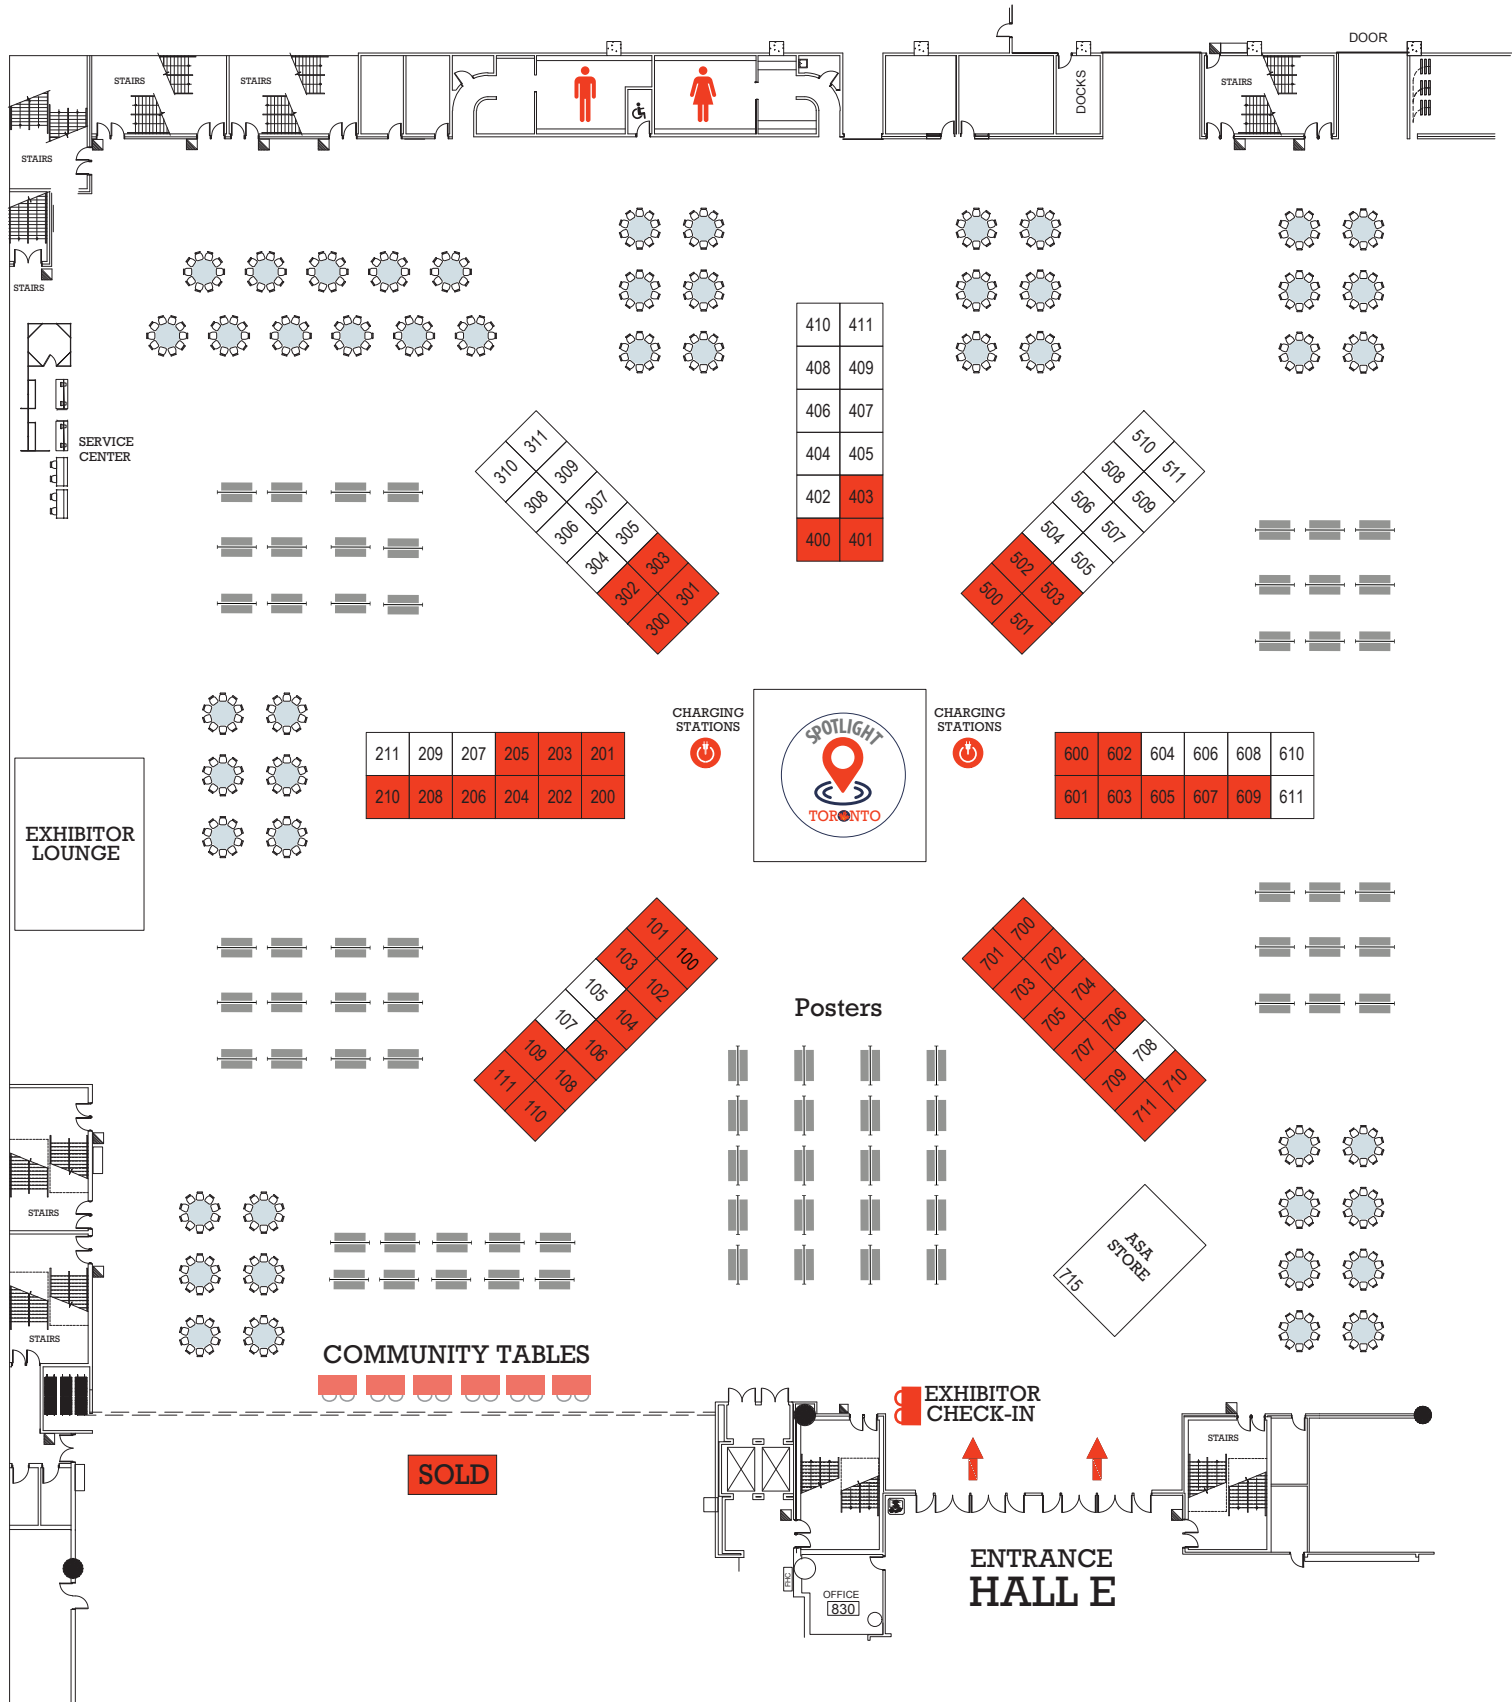 DOOR
STAIRS
STAIRS
STAIRS
DOCKS
STAIRS
STAIRS
410 411
408 409
406 407
404 405
402 403
400 401
SERVICE
CENTER
311
310
309
308
307
306
305
304
303
302
301
300
510
511
508
509
506
507
504
505
502
503
500
501
CHARGING
STATIONS
CHARGING
STATIONS
SPOTLIGHT
TORONTO
211 209 207 205 203 201
210 208 206 204 202 200
600 602 604 606 608 610
601 603 605 607 609 611
EXHIBITOR
LOUNGE
101
100
103
102
105
104
107
106
109
108
111
110
700
701
702
703
704
705
706
707
708
709
710
711
Posters
STAIRS
ASA
STORE
715
STAIRS
COMMUNITY TABLES
EXHIBITOR
CHECK-IN
STAIRS
SOLD
ENTRANCE
HALL E
FHC
OFFICE
830